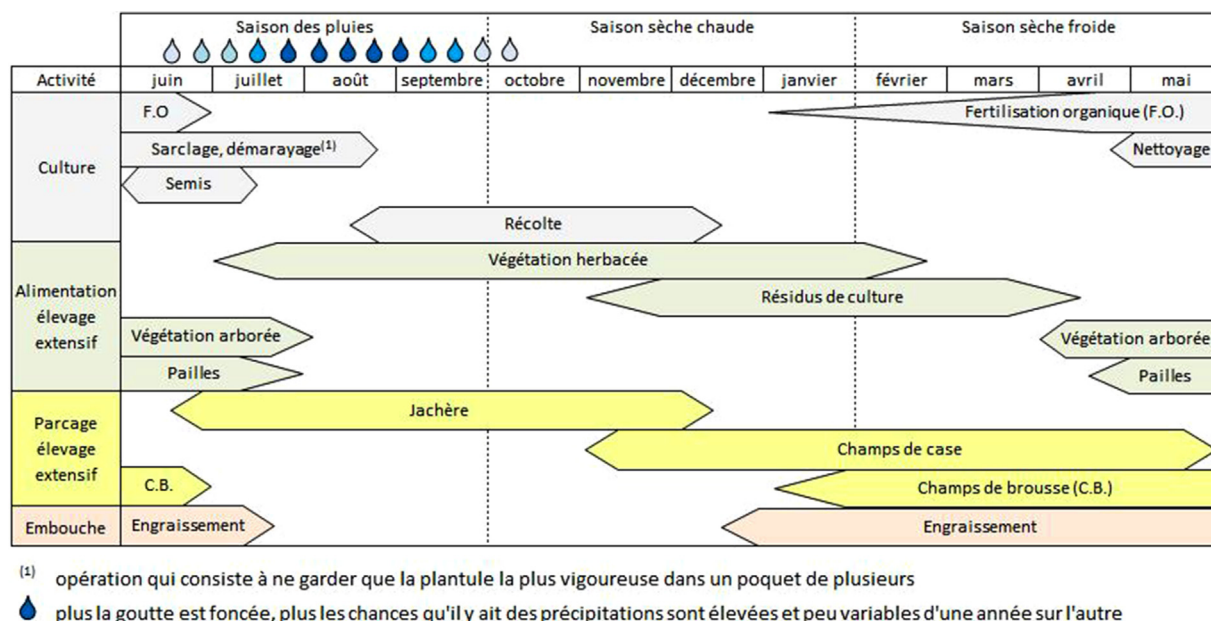 Saison des pluies
Saison sèche chaude
Saison sèche froide
Activité
juin
juillet
août
septembre
octobre
novembre
décembre
janvier
février
mars
avril
mai
Culture
F.O
Fertilisation organique (F.O.)
Sarclage, démarayage(1)
Nettoyage
Semis
Récolte
Alimentation
élevage
extensif
Végétation herbacée
Résidus de culture
Végétation arborée
Végétation arborée
Pailles
Pailles
Parcage
élevage
extensif
Jachère
Champs de case
C.B.
Champs de brousse (C.B.)
Embouche
Engraissement
Engraissement
(1) opération qui consiste à ne garder que la plantule la plus vigoureuse dans un poquet de plusieurs
plus la goutte est foncée, plus les chances qu'il y ait des précipitations sont élevées et peu variables d'une année sur l'autre